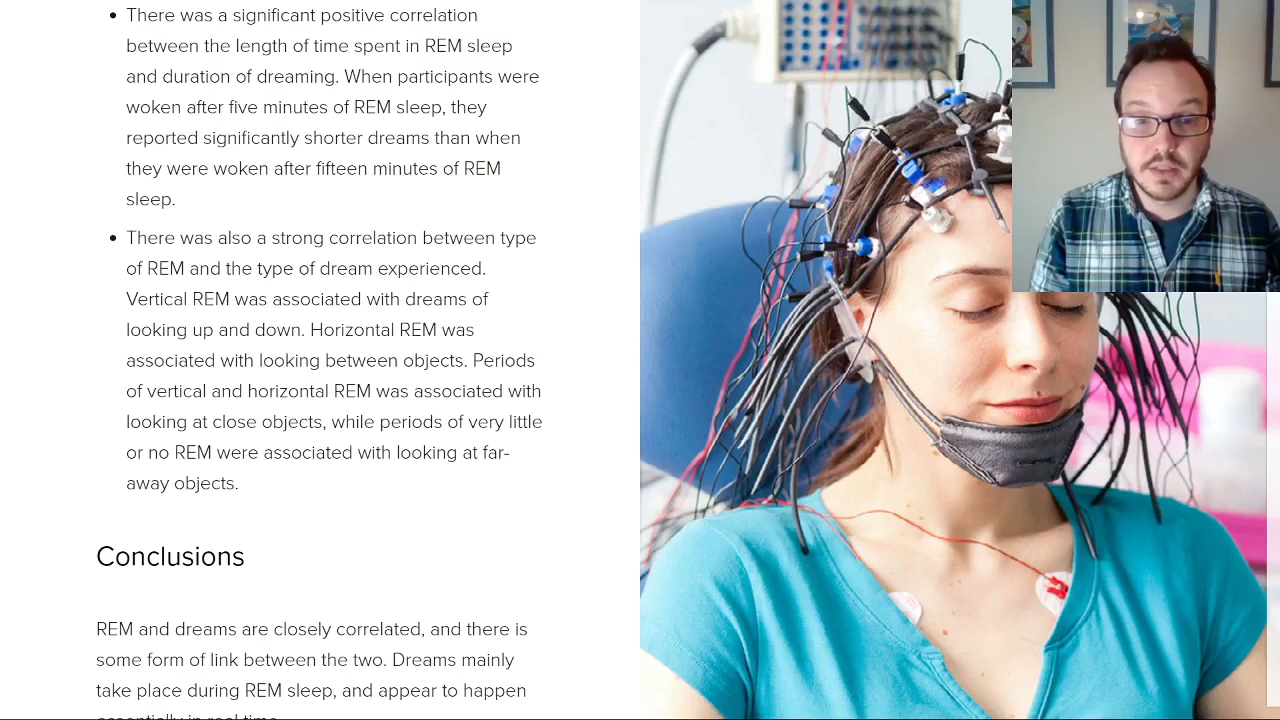 There was a significant positive correlation
between the length of time spent in REM sleep
and duration of dreaming. When participants were
woken after five minutes of REM sleep, they
reported significantly shorter dreams than when
they were woken after fifteen minutes of REM
sleep.
There was also a strong correlation between type
of REM and the type of dream experienced.
Vertical REM was associated with dreams of
looking up and down. Horizontal REM was
associated with looking between objects. Periods
of vertical and horizontal REM was associated with
looking at close objects, while periods of very little
or no REM were associated with looking at far-
away objects.
Conclusions
REM and dreams are closely correlated, and there is
some form of link between the two. Dreams mainly
take place during REM sleep, and appear to happen
essentially in real time.